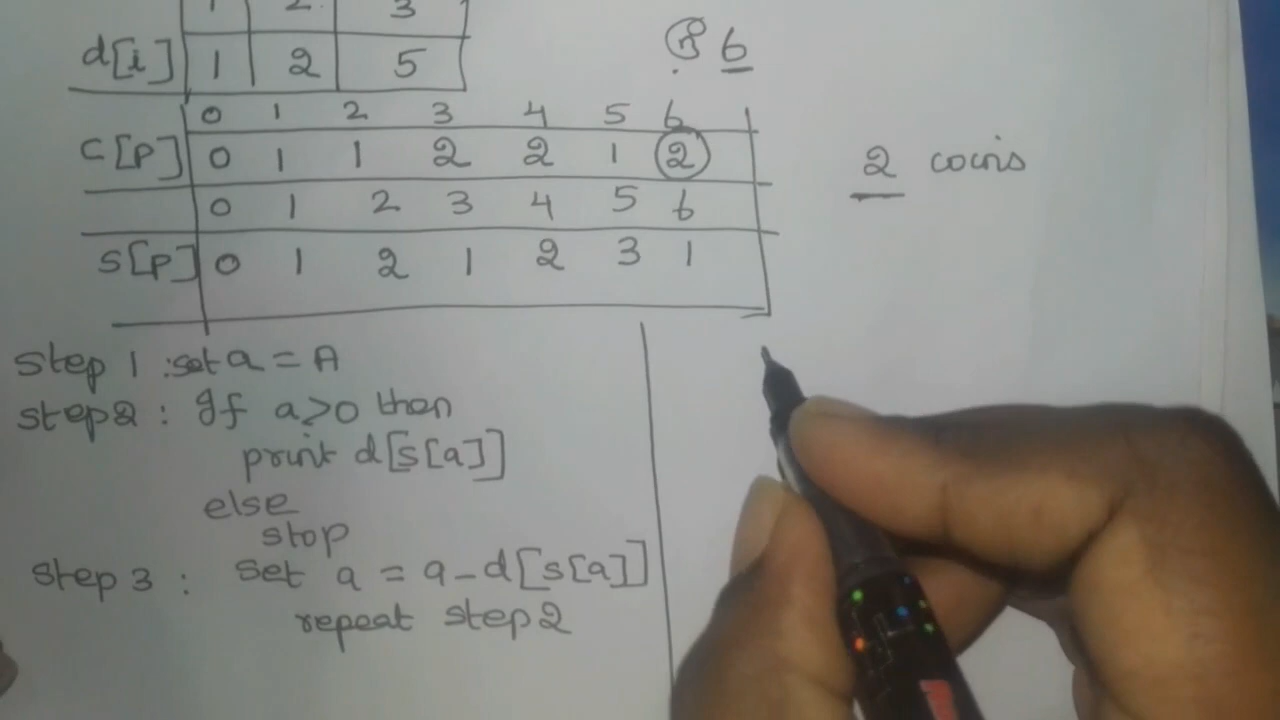 1 2 3
d[i] 1 2 5
6
0 1 2 3 4 5 6
C[P] 0 1 1 2 2 1 2
2 coins
0 1 2 3 4 5 6
S[P] 0 1 2 1 2 3 1
Step 1 : set a = A
Step 2 : If a>0 then
print d[s[a]]
else
stop
Step 3 : Set a = a - d[s[a]]
repeat step 2